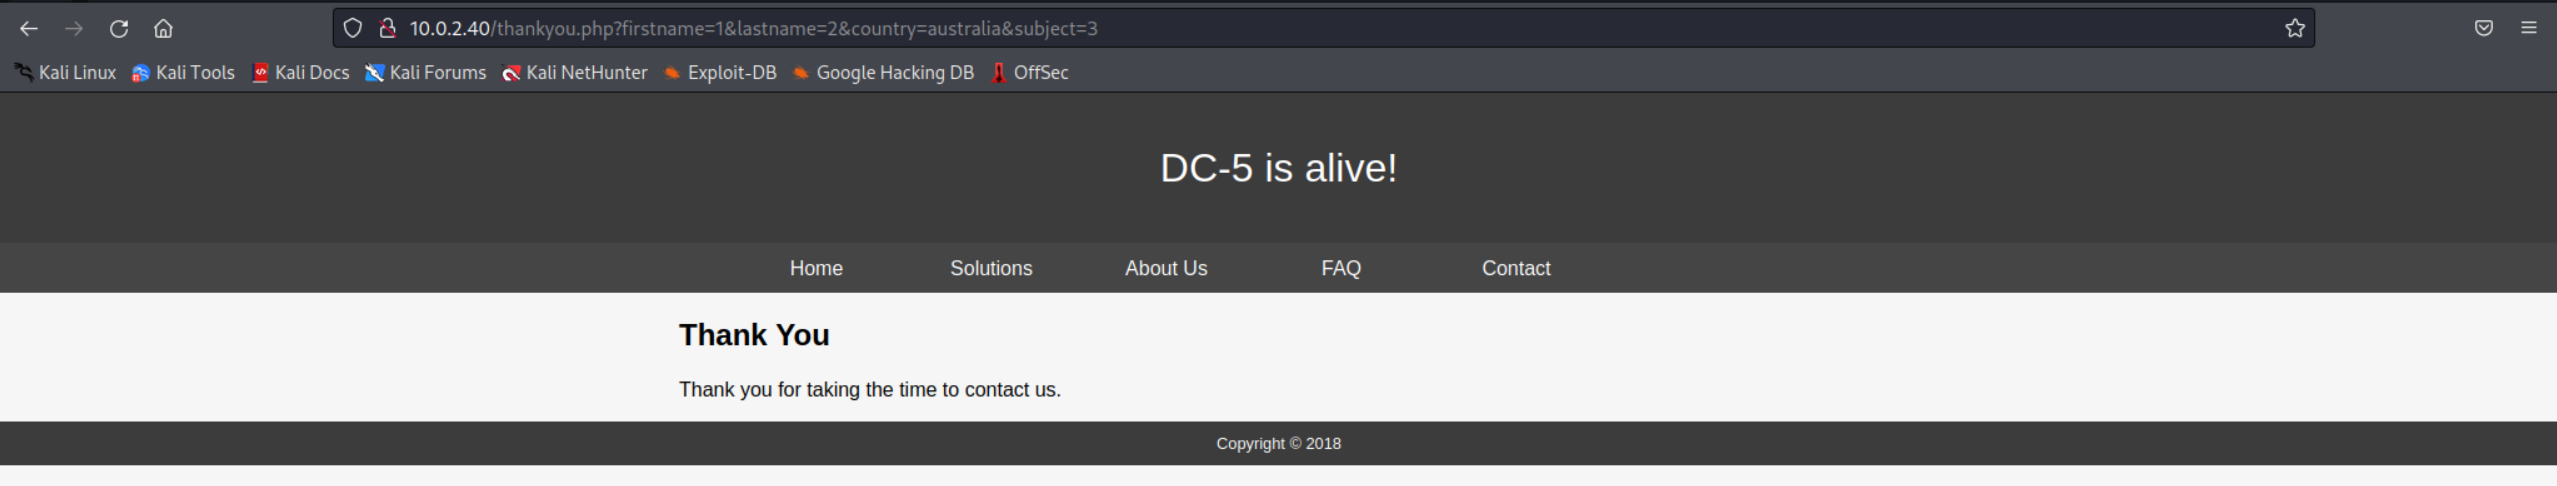 10.0.2.40/thankyou.php?firstname=1&lastname=2&country=australia&subject=3
Kali Linux Kali Tools Kali Docs Kali Forums Kali NetHunter Exploit-DB Google Hacking DB OffSec
DC-5 is alive!
Home Solutions About Us FAQ Contact
Thank You
Thank you for taking the time to contact us.
Copyright © 2018